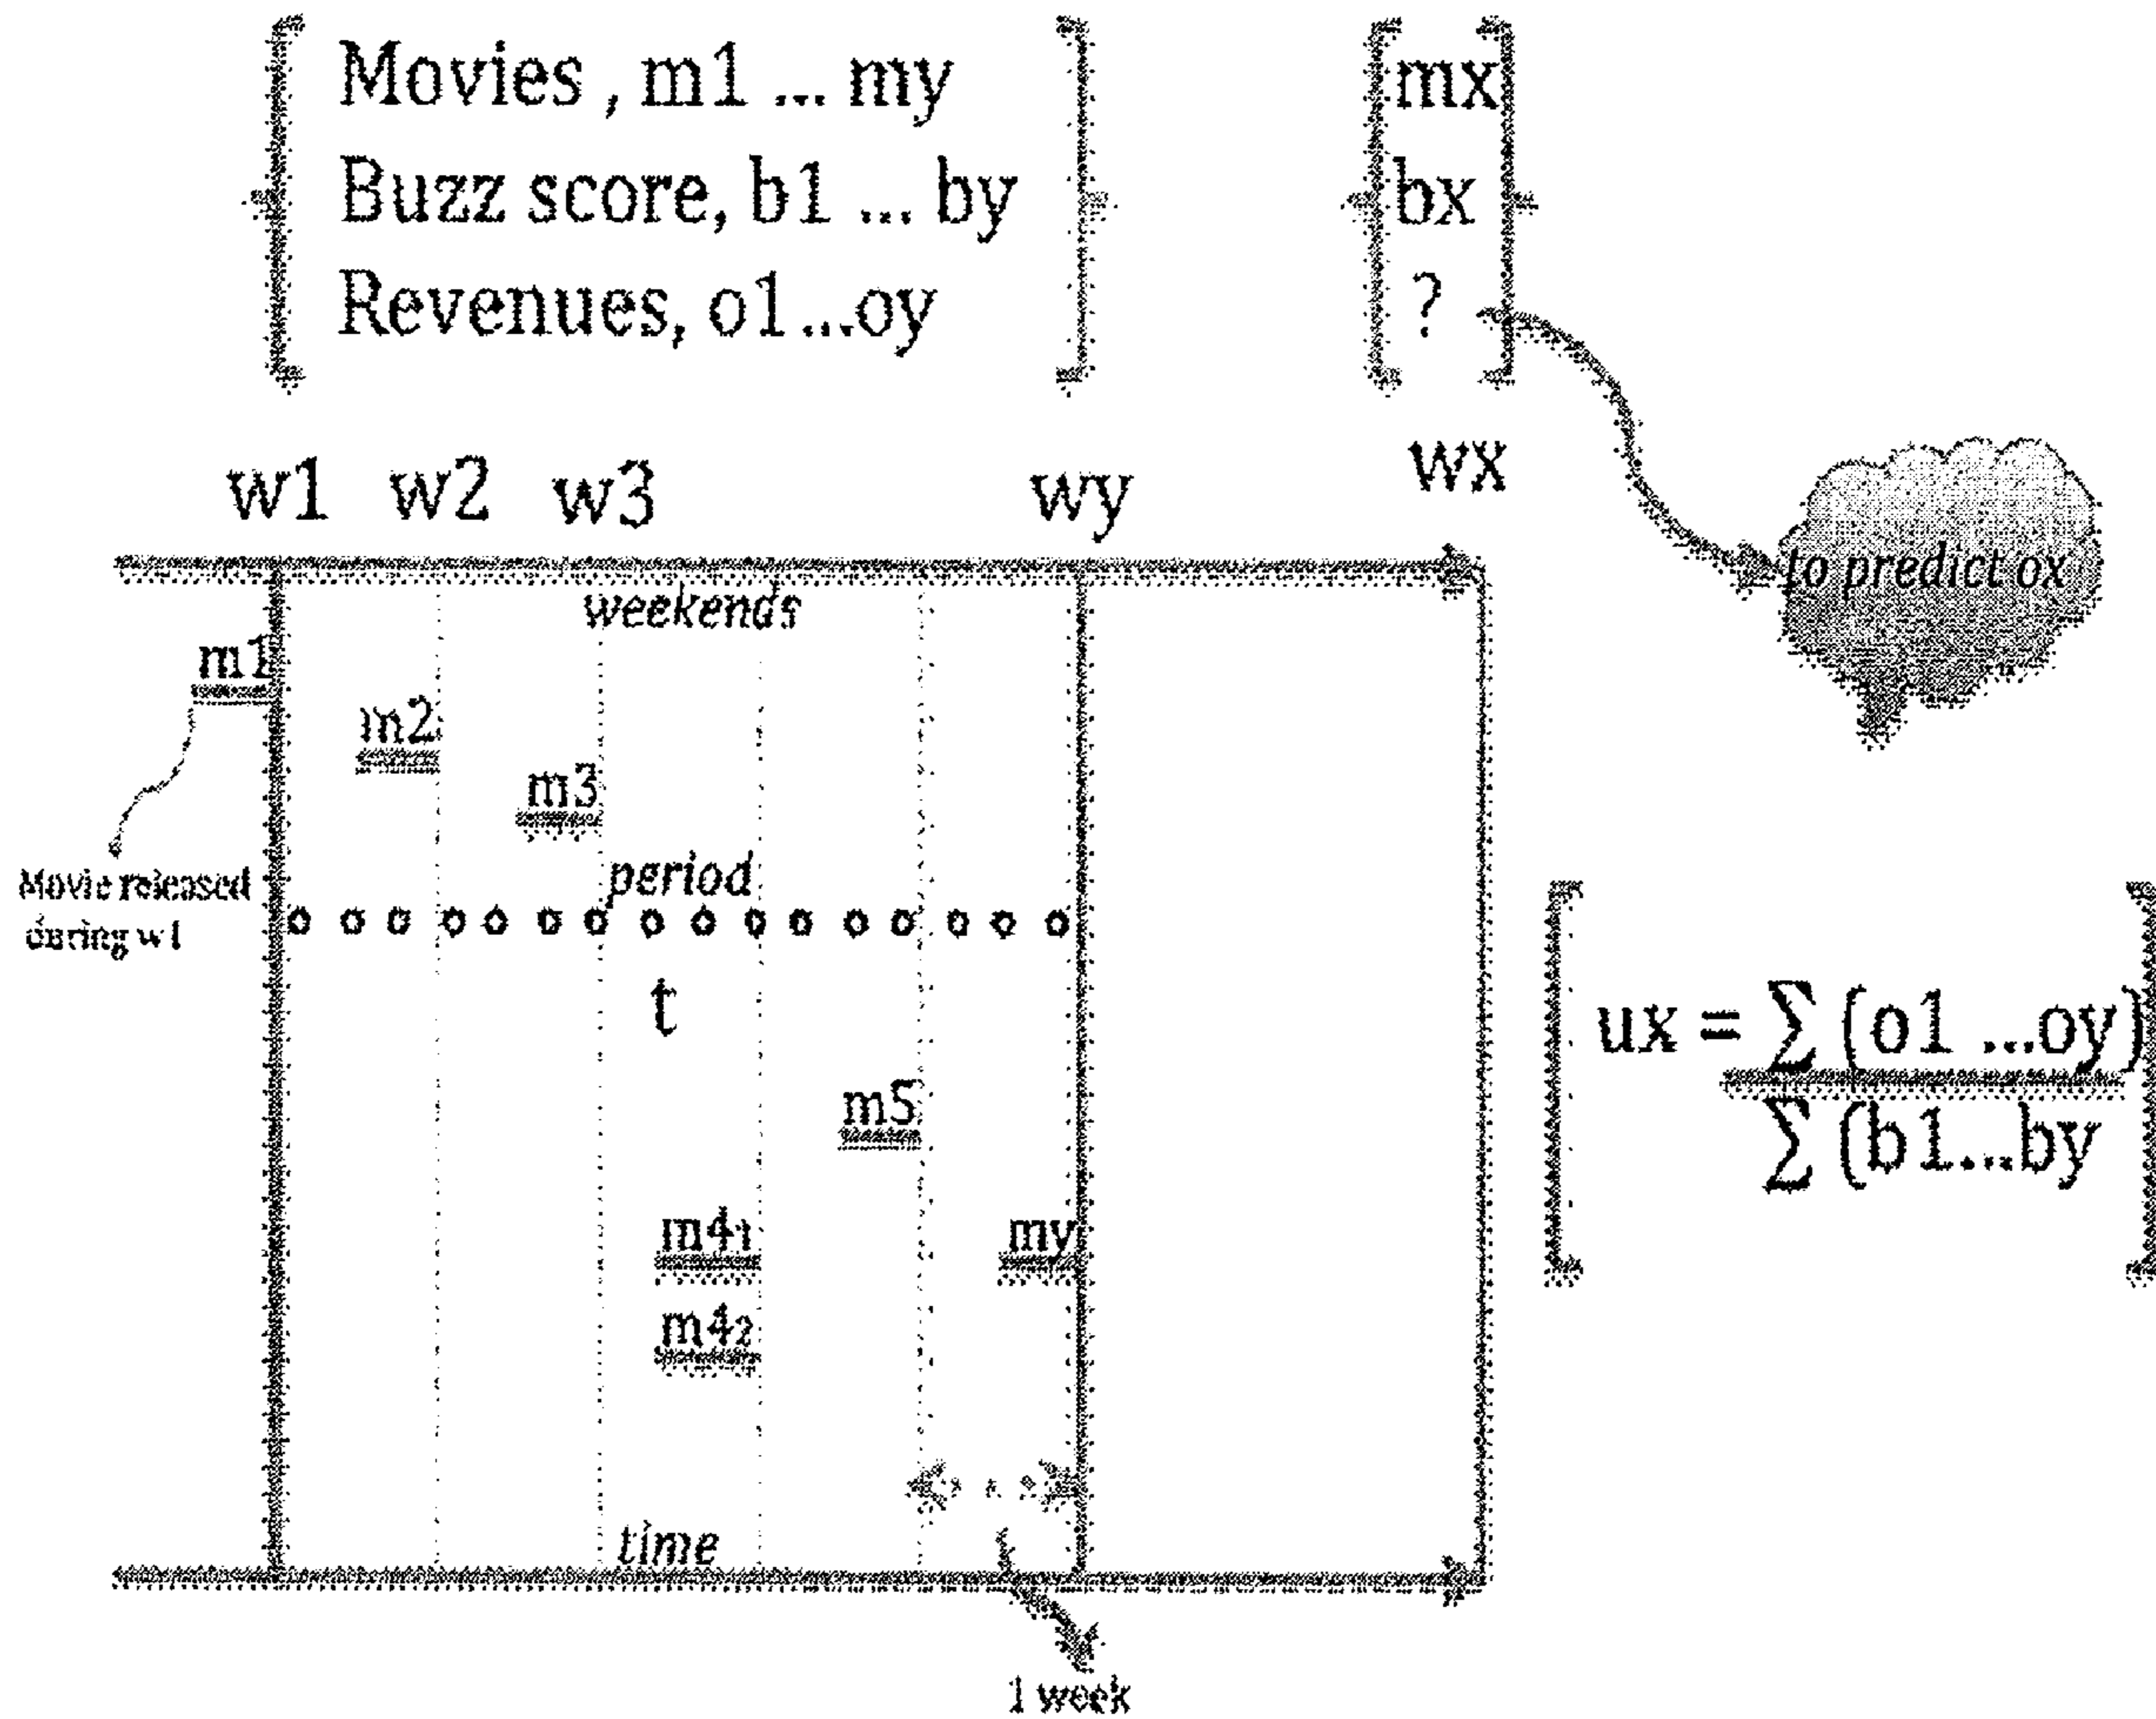 Movies , m1 ... my
Buzz score, b1 ... by
Revenues, o1...oy
mx
bx
?
w1 w2 w3 wy wx
to predict ox
weekends
m1
m2
m3
period
Movie released
during w1
t
ux = ∑ (o1 ...oy)
∑ (b1...by
m5
m41
my
m42
time
1 week